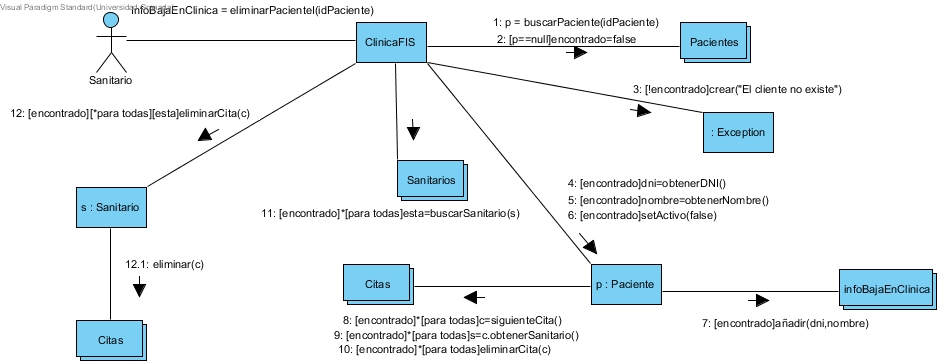 Visual Paradigm Standard(Universidad Granada)
infoBajaEnClinica = eliminarPacienteI(idPaciente)
1: p = buscarPaciente(idPaciente)
2: [p==null]encontrado=false
ClinicaFIS
Pacientes
Sanitario
3: [!encontrado]crear("El cliente no existe")
12: [encontrado][*para todas][esta]eliminarCita(c)
: Exception
Sanitarios
4: [encontrado]dni=obtenerDNI()
5: [encontrado]nombre=obtenerNombre()
6: [encontrado]setActivo(false)
s : Sanitario
11: [encontrado]*[para todas]esta=buscarSanitario(s)
12.1: eliminar(c)
Citas
p : Paciente
infoBajaEnClinica
8: [encontrado]*[para todas]c=siguienteCita()
9: [encontrado]*[para todas]s=c.obtenerSanitario()
10: [encontrado]*[para todas]eliminarCita(c)
7: [encontrado]añadir(dni,nombre)
Citas